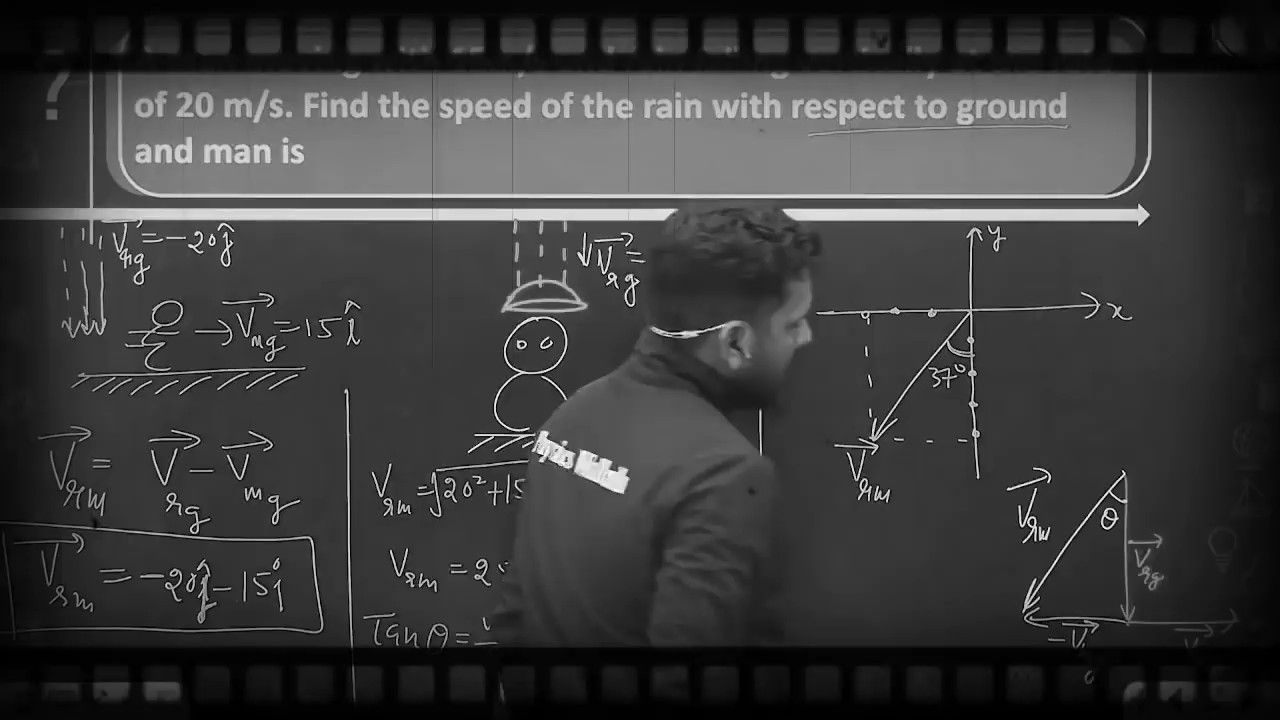 ?
of 20 m/s. Find the speed of the rain with respect to ground
and man is
V⃗rg = -20ĵ
V⃗mg = 15î
V⃗rm = V⃗rg - V⃗mg
V⃗rm = -20ĵ - 15î
V⃗rg =
Vrm = √20²+15
Vrm = 2
Tanθ =
y
x
37°
V⃗rm
V⃗rm
θ
V⃗rg
-V⃗